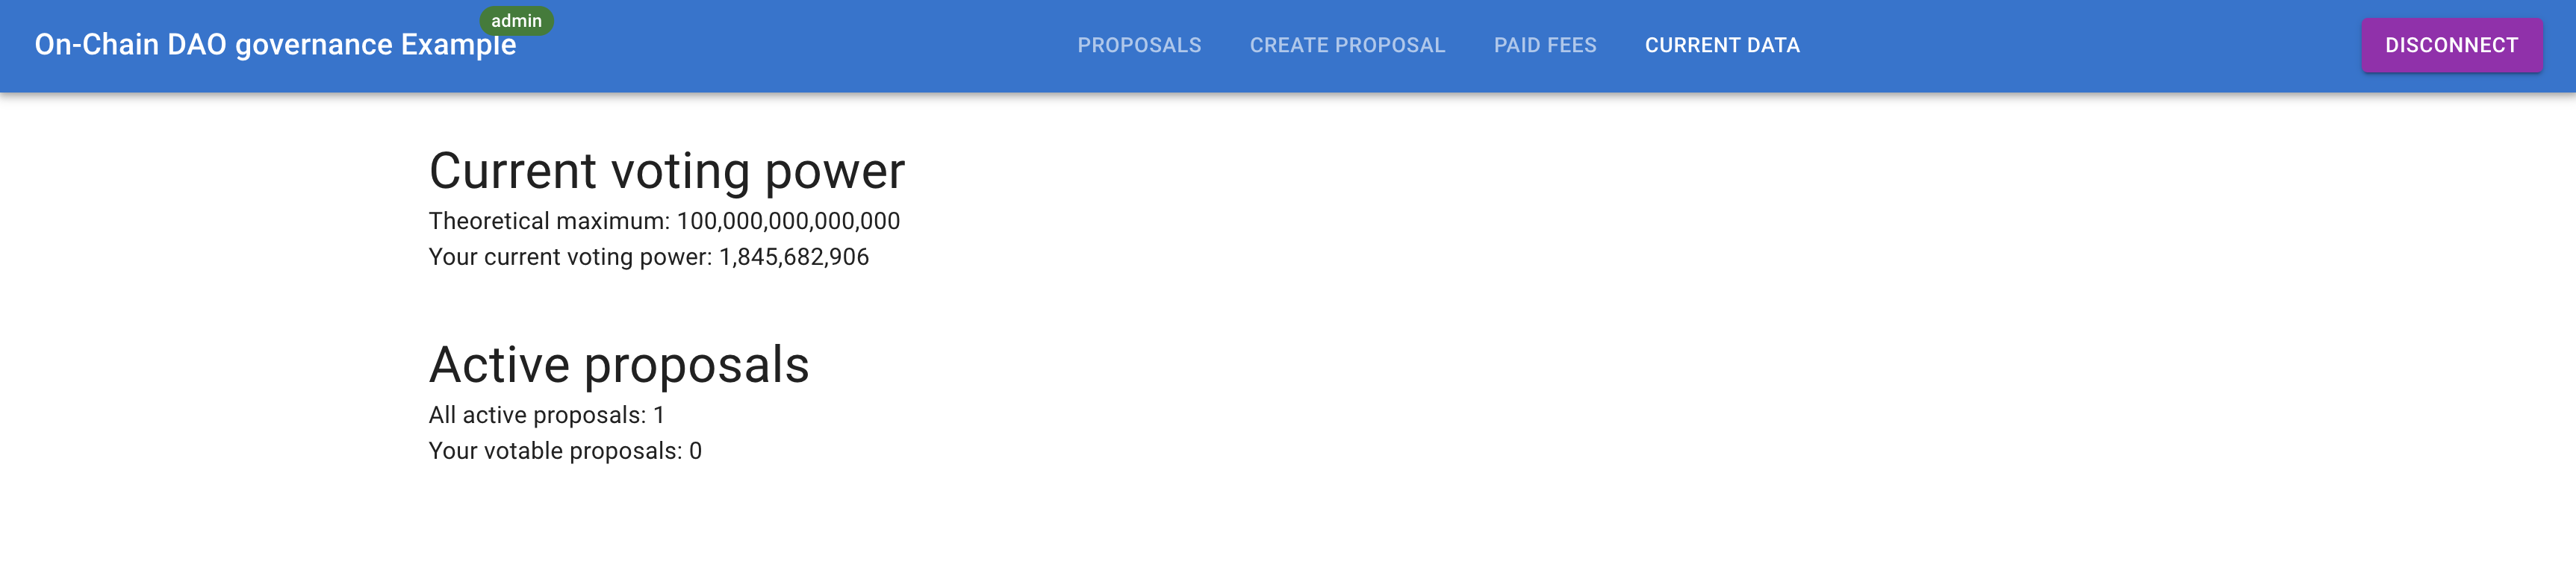 admin
On-Chain DAO governance Example
PROPOSALS CREATE PROPOSAL PAID FEES CURRENT DATA DISCONNECT
Current voting power
Theoretical maximum: 100,000,000,000,000
Your current voting power: 1,845,682,906
Active proposals
All active proposals: 1
Your votable proposals: 0